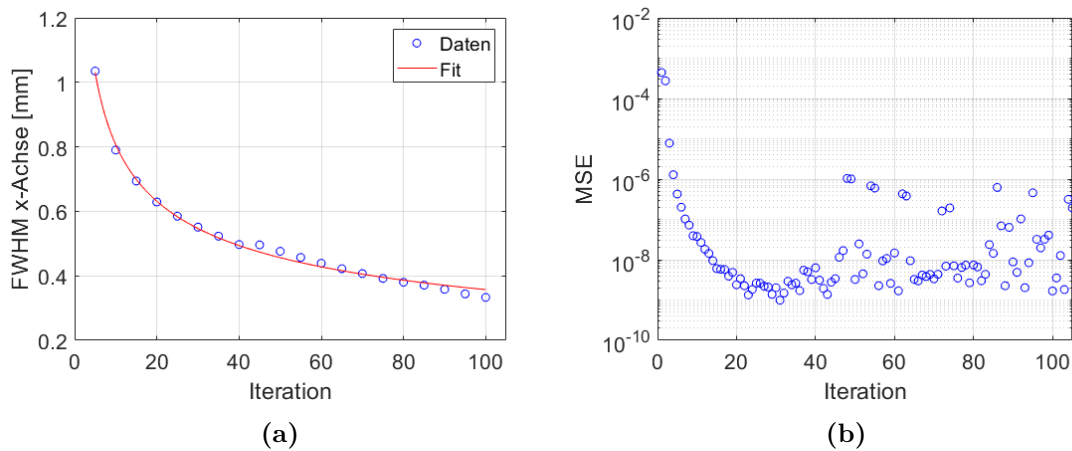 1.2
1
0.8
0.6
0.4
0.2
FWHM x-Achse [mm]
Daten
Fit
0 20 40 60 80 100
Iteration
(a)
10^-2
10^-4
10^-6
10^-8
10^-10
MSE
0 20 40 60 80 100
Iteration
(b)